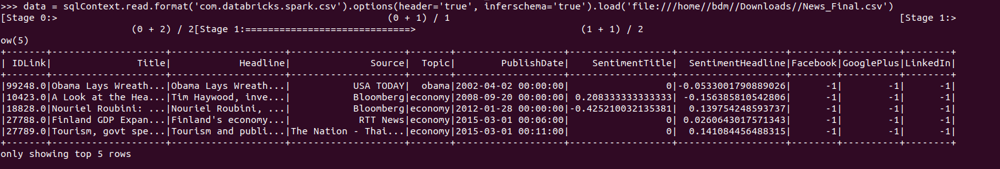 >>> data = sqlContext.read.format('com.databricks.spark.csv').options(header='true', inferschema='true').load('file:///home//bdm//Downloads//News_Final.csv')
[Stage 0:>                                                                (0 + 1) / 1                                                                                       [Stage 1:>
                         (0 + 2) / 2[Stage 1:=============================>                                (1 + 1) / 2
ow(5)
+-------+--------------------+--------------------+--------------------+-------+-------------------+------------------+-------------------+--------+----------+--------+
| IDLink|               Title|            Headline|              Source|  Topic|        PublishDate|    SentimentTitle|  SentimentHeadline|Facebook|GooglePlus|LinkedIn|
+-------+--------------------+--------------------+--------------------+-------+-------------------+------------------+-------------------+--------+----------+--------+
|99248.0|Obama Lays Wreath...|Obama Lays Wreath...|           USA TODAY|  obama|2002-04-02 00:00:00|                 0|-0.0533001790889026|      -1|        -1|      -1|
|10423.0|A Look at the Hea...|Tim Haywood, inve...|           Bloomberg|economy|2008-09-20 00:00:00| 0.208333333333333| -0.156385810542806|      -1|        -1|      -1|
|18828.0|Nouriel Roubini: ...|Nouriel Roubini, ...|           Bloomberg|economy|2012-01-28 00:00:00|-0.425210032135381|  0.139754248593737|      -1|        -1|      -1|
|27788.0|Finland GDP Expan...|Finland's economy...|            RTT News|economy|2015-03-01 00:06:00|                 0| 0.0260643017571343|      -1|        -1|      -1|
|27789.0|Tourism, govt spe...|Tourism and publi...|The Nation - Thai...|economy|2015-03-01 00:11:00|                 0|  0.141084456488315|      -1|        -1|      -1|
+-------+--------------------+--------------------+--------------------+-------+-------------------+------------------+-------------------+--------+----------+--------+
only showing top 5 rows